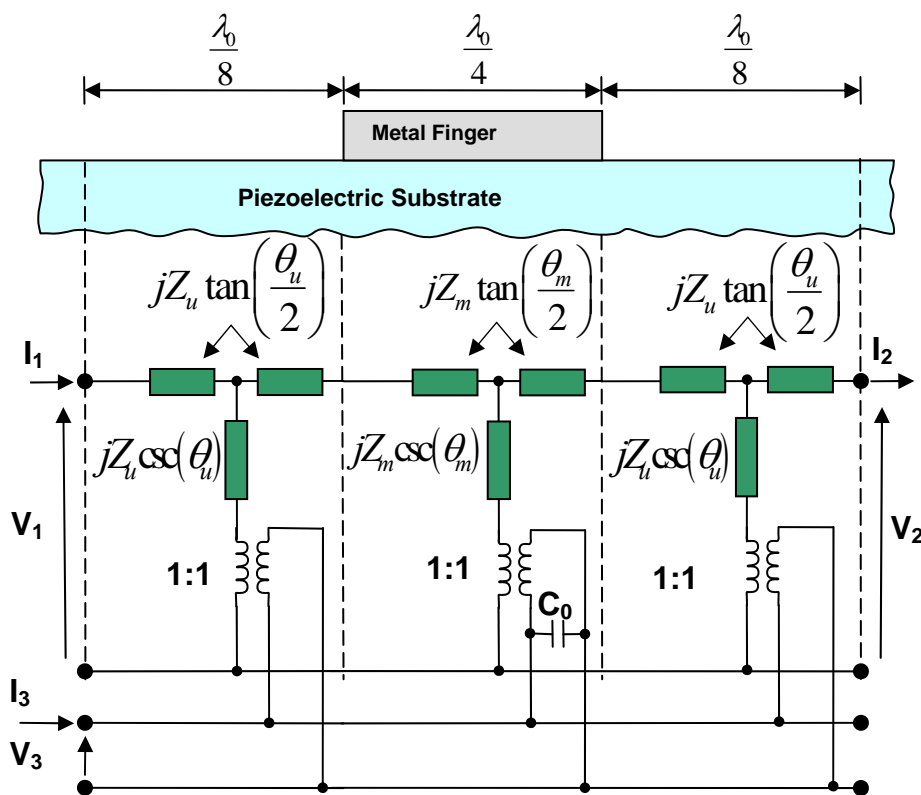 λ₀/8 λ₀/4 λ₀/8
Metal Finger
Piezoelectric Substrate
jZᵤ tan(θᵤ/2) jZₘ tan(θₘ/2) jZᵤ tan(θᵤ/2)
I₁ I₂
jZᵤ csc(θᵤ) jZₘ csc(θₘ) jZᵤ csc(θᵤ)
V₁ V₂
1:1 1:1 1:1
C₀
I₃
V₃